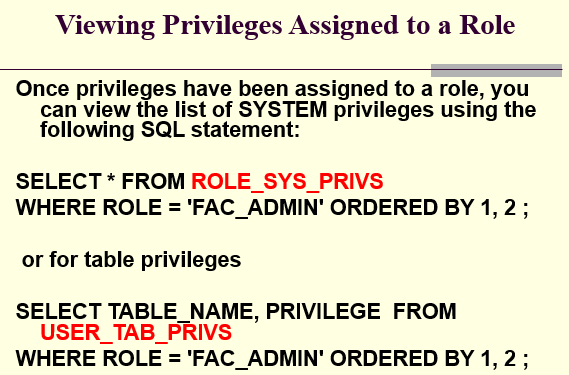 Viewing Privileges Assigned to a Role
Once privileges have been assigned to a role, you
can view the list of SYSTEM privileges using the
following SQL statement:
SELECT * FROM ROLE_SYS_PRIVS
WHERE ROLE = 'FAC_ADMIN' ORDERED BY 1, 2 ;
or for table privileges
SELECT TABLE_NAME, PRIVILEGE FROM
USER_TAB_PRIVS
WHERE ROLE = 'FAC_ADMIN' ORDERED BY 1, 2 ;